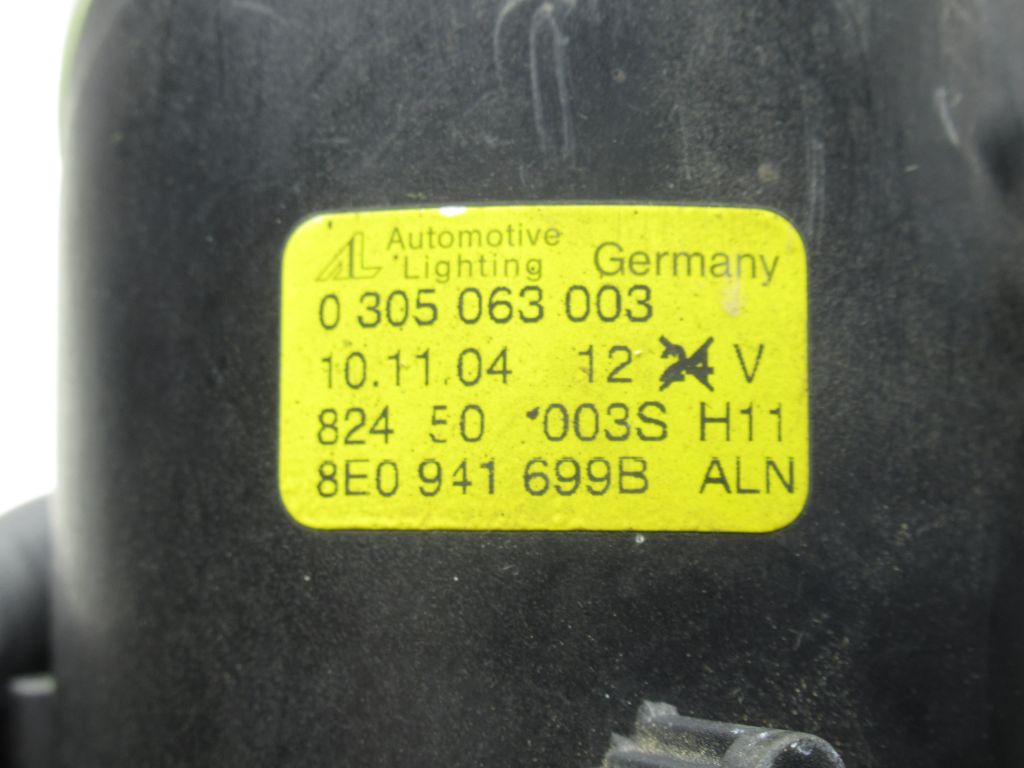 AL Automotive
Lighting Germany
0 305 063 003
10.11.04 12 24 V
824 50 003S H11
8E0 941 699B ALN